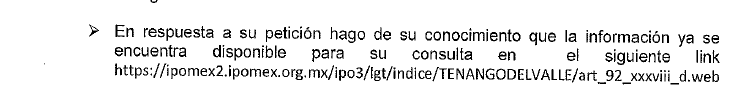 ➤ En respuesta a su petición hago de su conocimiento que la información ya se
encuentra disponible para su consulta en el siguiente link
https://ipomex2.ipomex.org.mx/ipo3/lgt/indice/TENANGODELVALLE/art_92_xxxviii_d.web